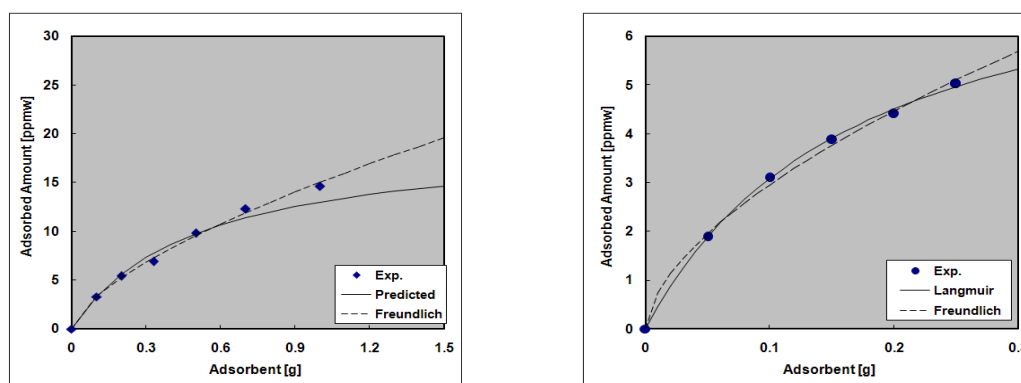 30
25
20
15
10
5
0
Adsorbed Amount [ppmw]
Exp.
Predicted
Freundlich
0 0.3 0.6 0.9 1.2 1.5
Adsorbent [g]
6
5
4
3
2
1
0
Adsorbed Amount [ppmw]
Exp.
Langmuir
Freundlich
0 0.1 0.2
Adsorbent [g]